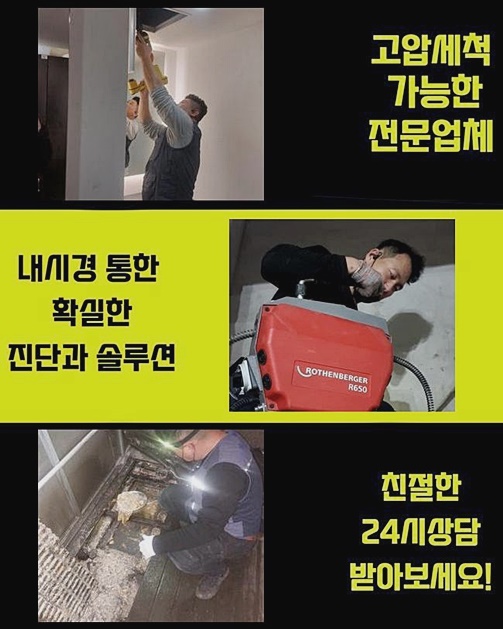 고압세척
가능한
전문업체
내시경 통한
확실한
진단과 솔루션
ROTHENBERGER
R650
친절한
24시상담
받아보세요!